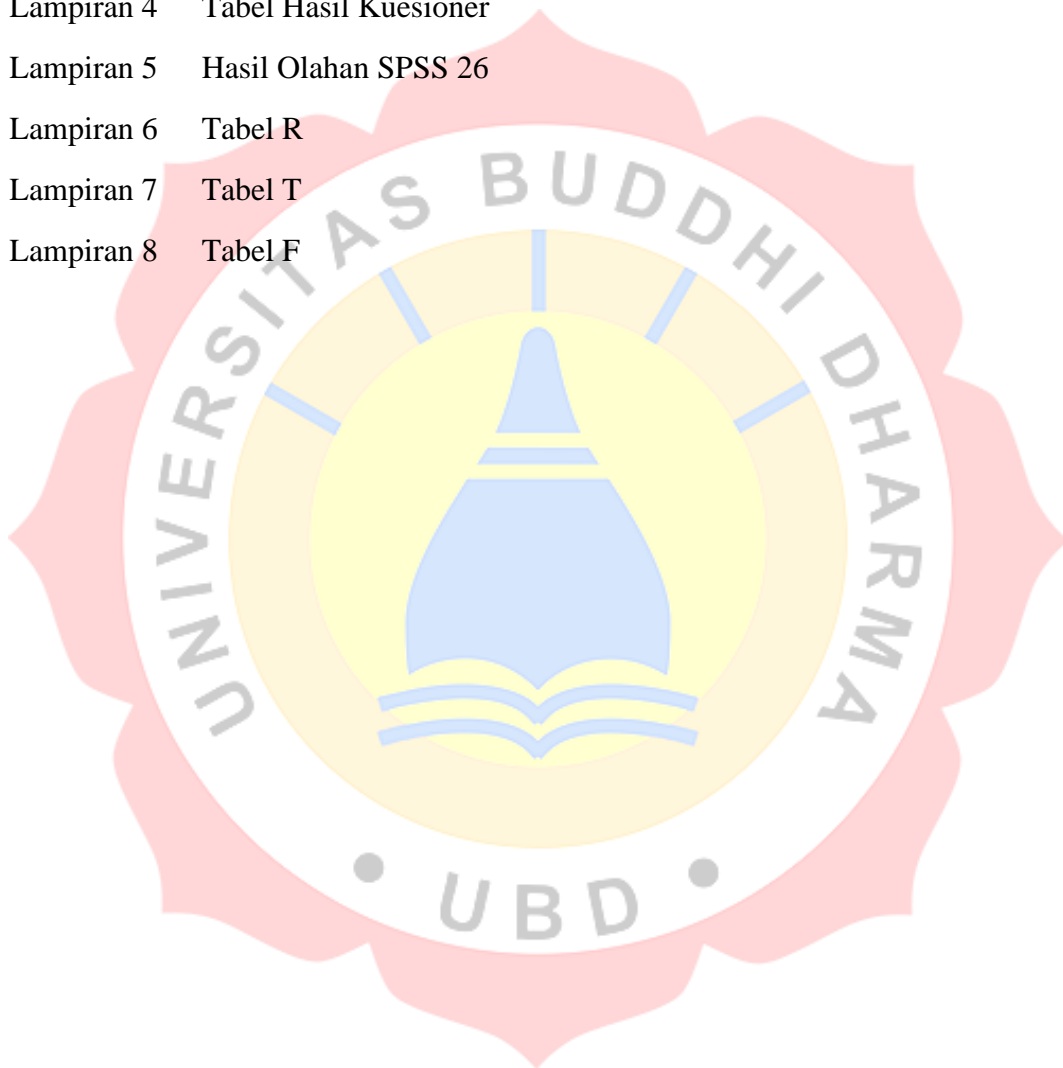 Lampiran 4 Tabel Hasil Kuesioner
Lampiran 5 Hasil Olahan SPSS 26
Lampiran 6 Tabel R
Lampiran 7 Tabel T
Lampiran 8 Tabel F
UNIVERSITAS BUDDHI DHARMA
• UBD •